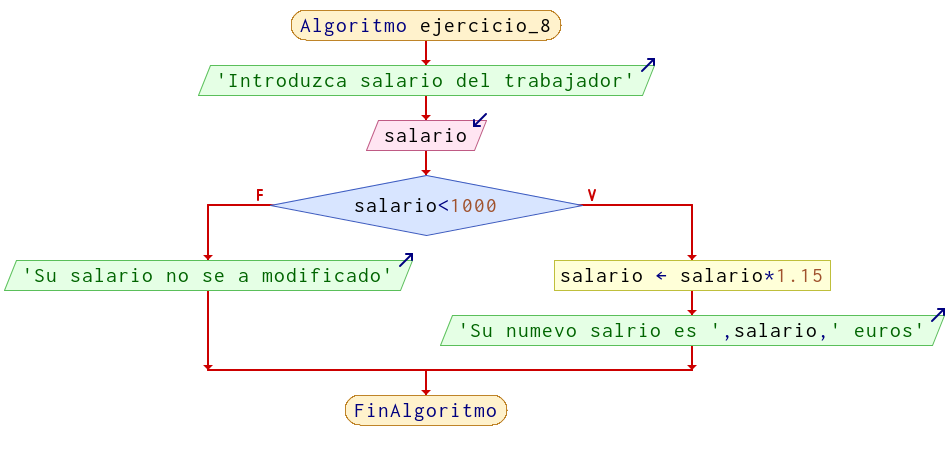 Algoritmo ejercicio_8
'Introduzca salario del trabajador'
salario
salario<1000
F
V
'Su salario no se a modificado'
salario ← salario*1.15
'Su numevo salrio es ',salario,' euros'
FinAlgoritmo